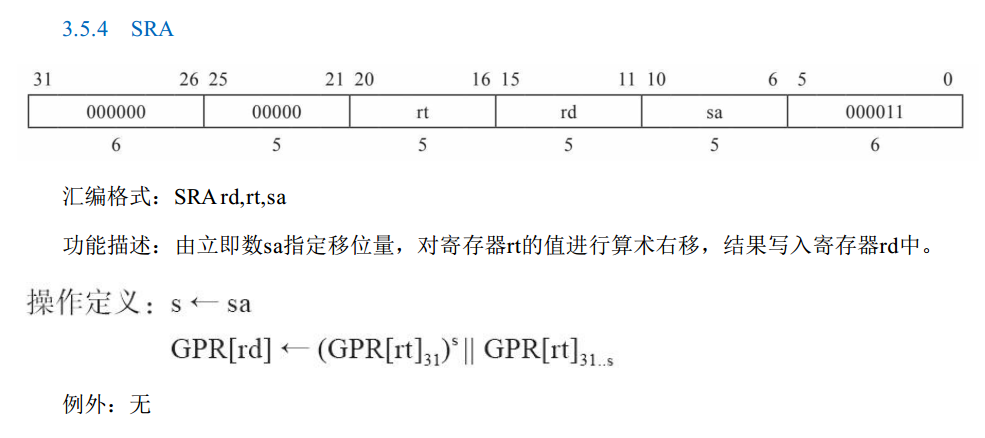 3.5.4 SRA
31 26 25 21 20 16 15 11 10 6 5 0
000000 00000 rt rd sa 000011
6 5 5 5 5 6
汇编格式：SRA rd,rt,sa
功能描述：由立即数sa指定移位量，对寄存器rt的值进行算术右移，结果写入寄存器rd中。
操作定义：s ← sa
GPR[rd] ← (GPR[rt]₃₁)ˢ || GPR[rt]₃₁..ₛ
例外：无